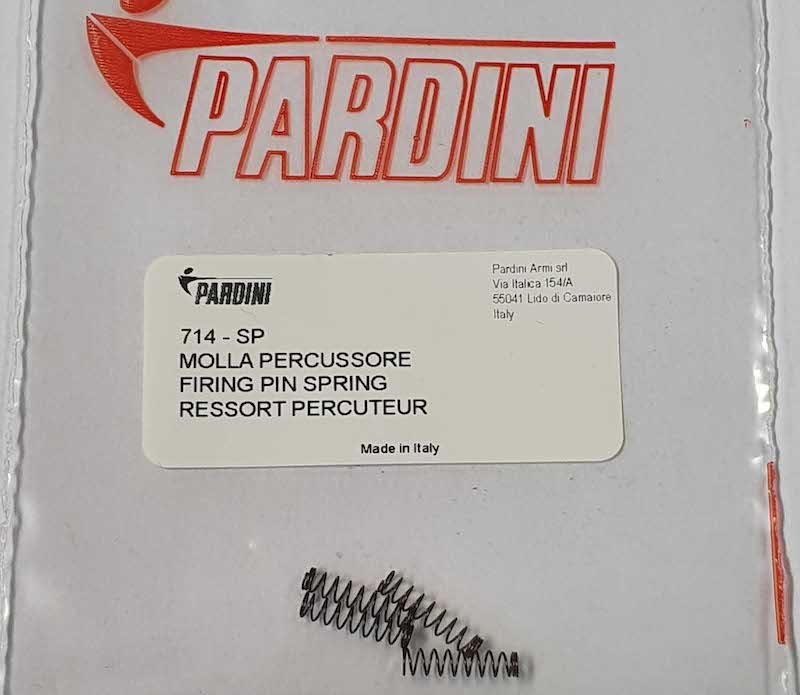 PARDINI
PARDINI
Pardini Armi srl
Via Italica 154/A
55041 Lido di Camaiore
Italy
714 - SP
MOLLA PERCUSSORE
FIRING PIN SPRING
RESSORT PERCUTEUR
Made in Italy